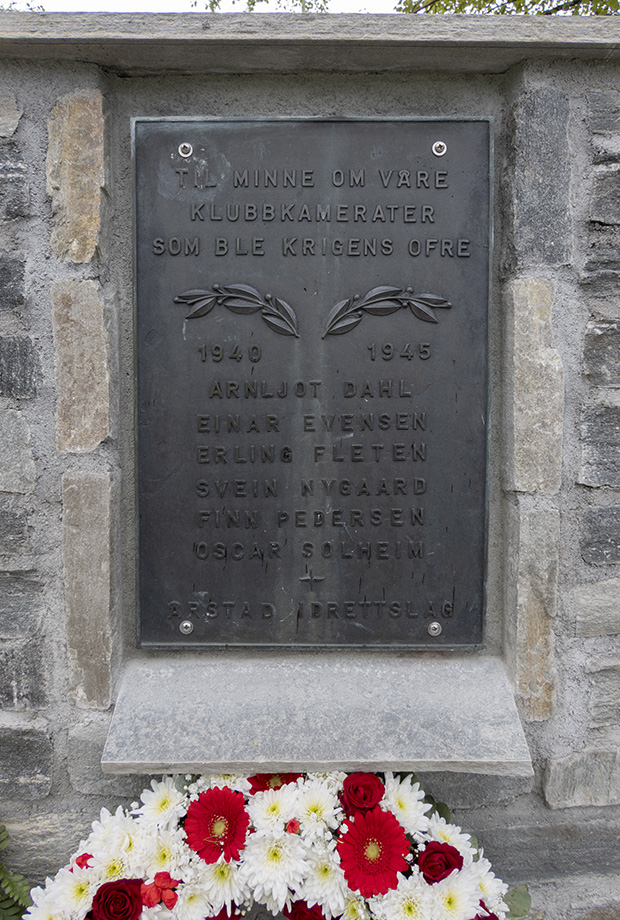 TIL MINNE OM VÅRE
KLUBBKAMERATER
SOM BLE KRIGENS OFRE
1940 1945
ARNLJOT DAHL
EINAR EVENSEN
ERLING FLETEN
SVEIN NYGAARD
FINN PEDERSEN
OSCAR SOLHEIM
ÅRSTAD IDRETTSLAG